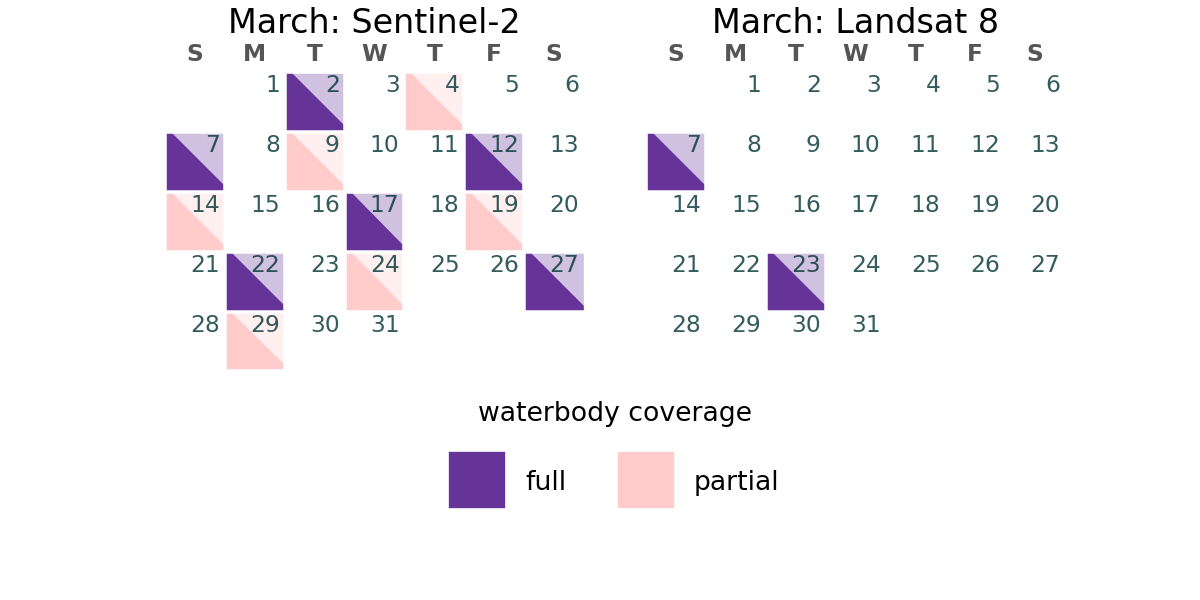 March: Sentinel-2
S M T W T F S
1 2 3 4 5 6
7 8 9 10 11 12 13
14 15 16 17 18 19 20
21 22 23 24 25 26 27
28 29 30 31
March: Landsat 8
S M T W T F S
1 2 3 4 5 6
7 8 9 10 11 12 13
14 15 16 17 18 19 20
21 22 23 24 25 26 27
28 29 30 31
waterbody coverage
full
partial